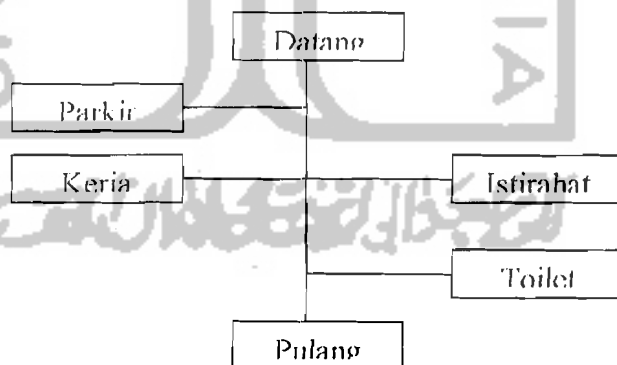 Datang
Parkir
Kerja
Istirahat
Toilet
Pulang